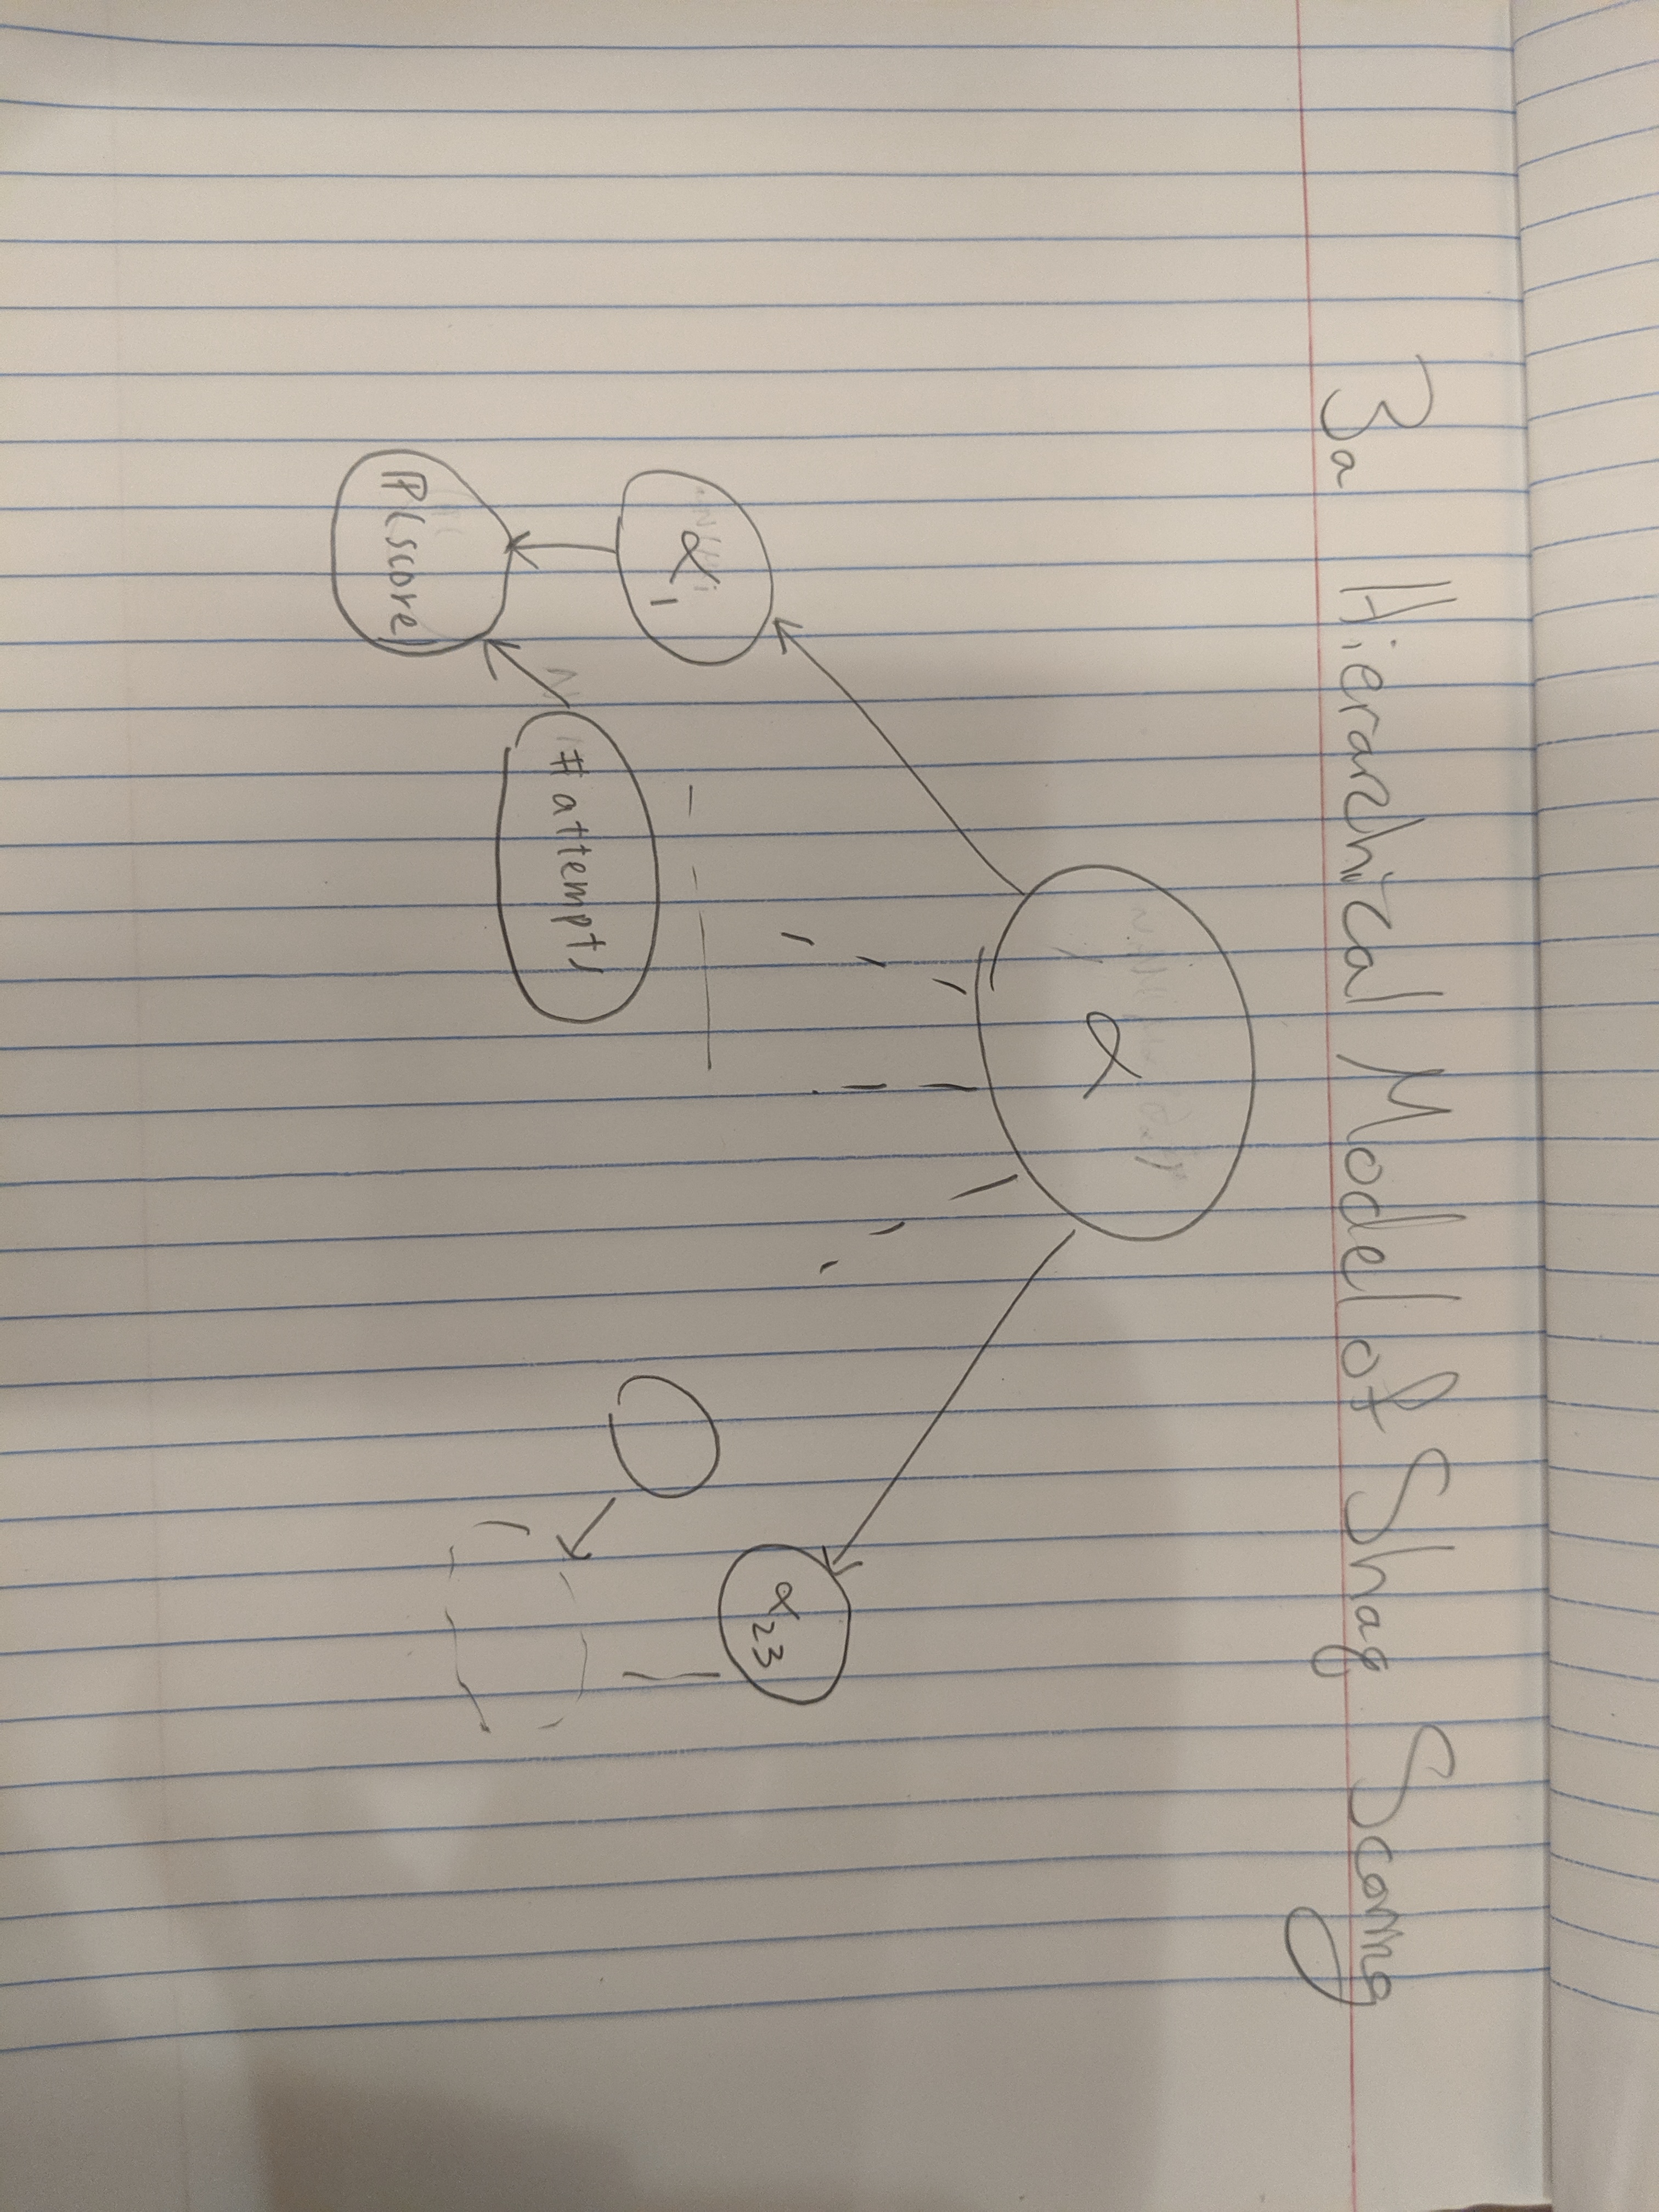 3a Hierarchical Model of Shaq Scoring
α
α₁
α₂₃
# attempts
P(score)